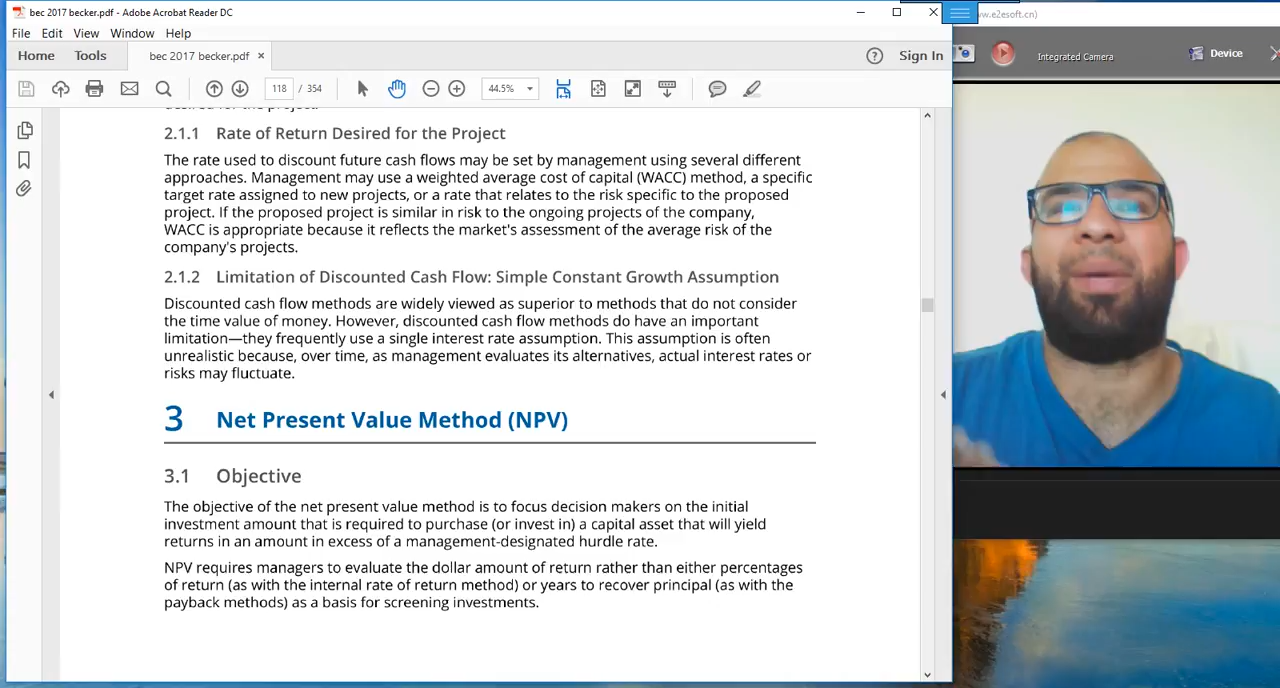 bec 2017 becker.pdf - Adobe Acrobat Reader DC
ww.e2esoft.cn)
File Edit View Window Help
Home Tools bec 2017 becker.pdf × Sign In
Integrated Camera Device
118 / 354 44.5%
2.1.1 Rate of Return Desired for the Project
The rate used to discount future cash flows may be set by management using several different
approaches. Management may use a weighted average cost of capital (WACC) method, a specific
target rate assigned to new projects, or a rate that relates to the risk specific to the proposed
project. If the proposed project is similar in risk to the ongoing projects of the company,
WACC is appropriate because it reflects the market's assessment of the average risk of the
company's projects.
2.1.2 Limitation of Discounted Cash Flow: Simple Constant Growth Assumption
Discounted cash flow methods are widely viewed as superior to methods that do not consider
the time value of money. However, discounted cash flow methods do have an important
limitation—they frequently use a single interest rate assumption. This assumption is often
unrealistic because, over time, as management evaluates its alternatives, actual interest rates or
risks may fluctuate.
3 Net Present Value Method (NPV)
3.1 Objective
The objective of the net present value method is to focus decision makers on the initial
investment amount that is required to purchase (or invest in) a capital asset that will yield
returns in an amount in excess of a management-designated hurdle rate.
NPV requires managers to evaluate the dollar amount of return rather than either percentages
of return (as with the internal rate of return method) or years to recover principal (as with the
payback methods) as a basis for screening investments.